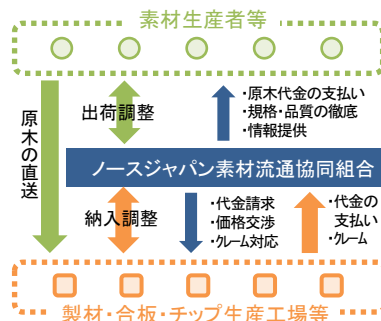 素材生産者等
原木の直送
出荷調整
・原木代金の支払い
・規格・品質の徹底
・情報提供
ノースジャパン素材流通協同組合
納入調整
・代金請求
・価格交渉
・クレーム対応
・代金の
支払い
・クレーム
製材・合板・チップ生産工場等